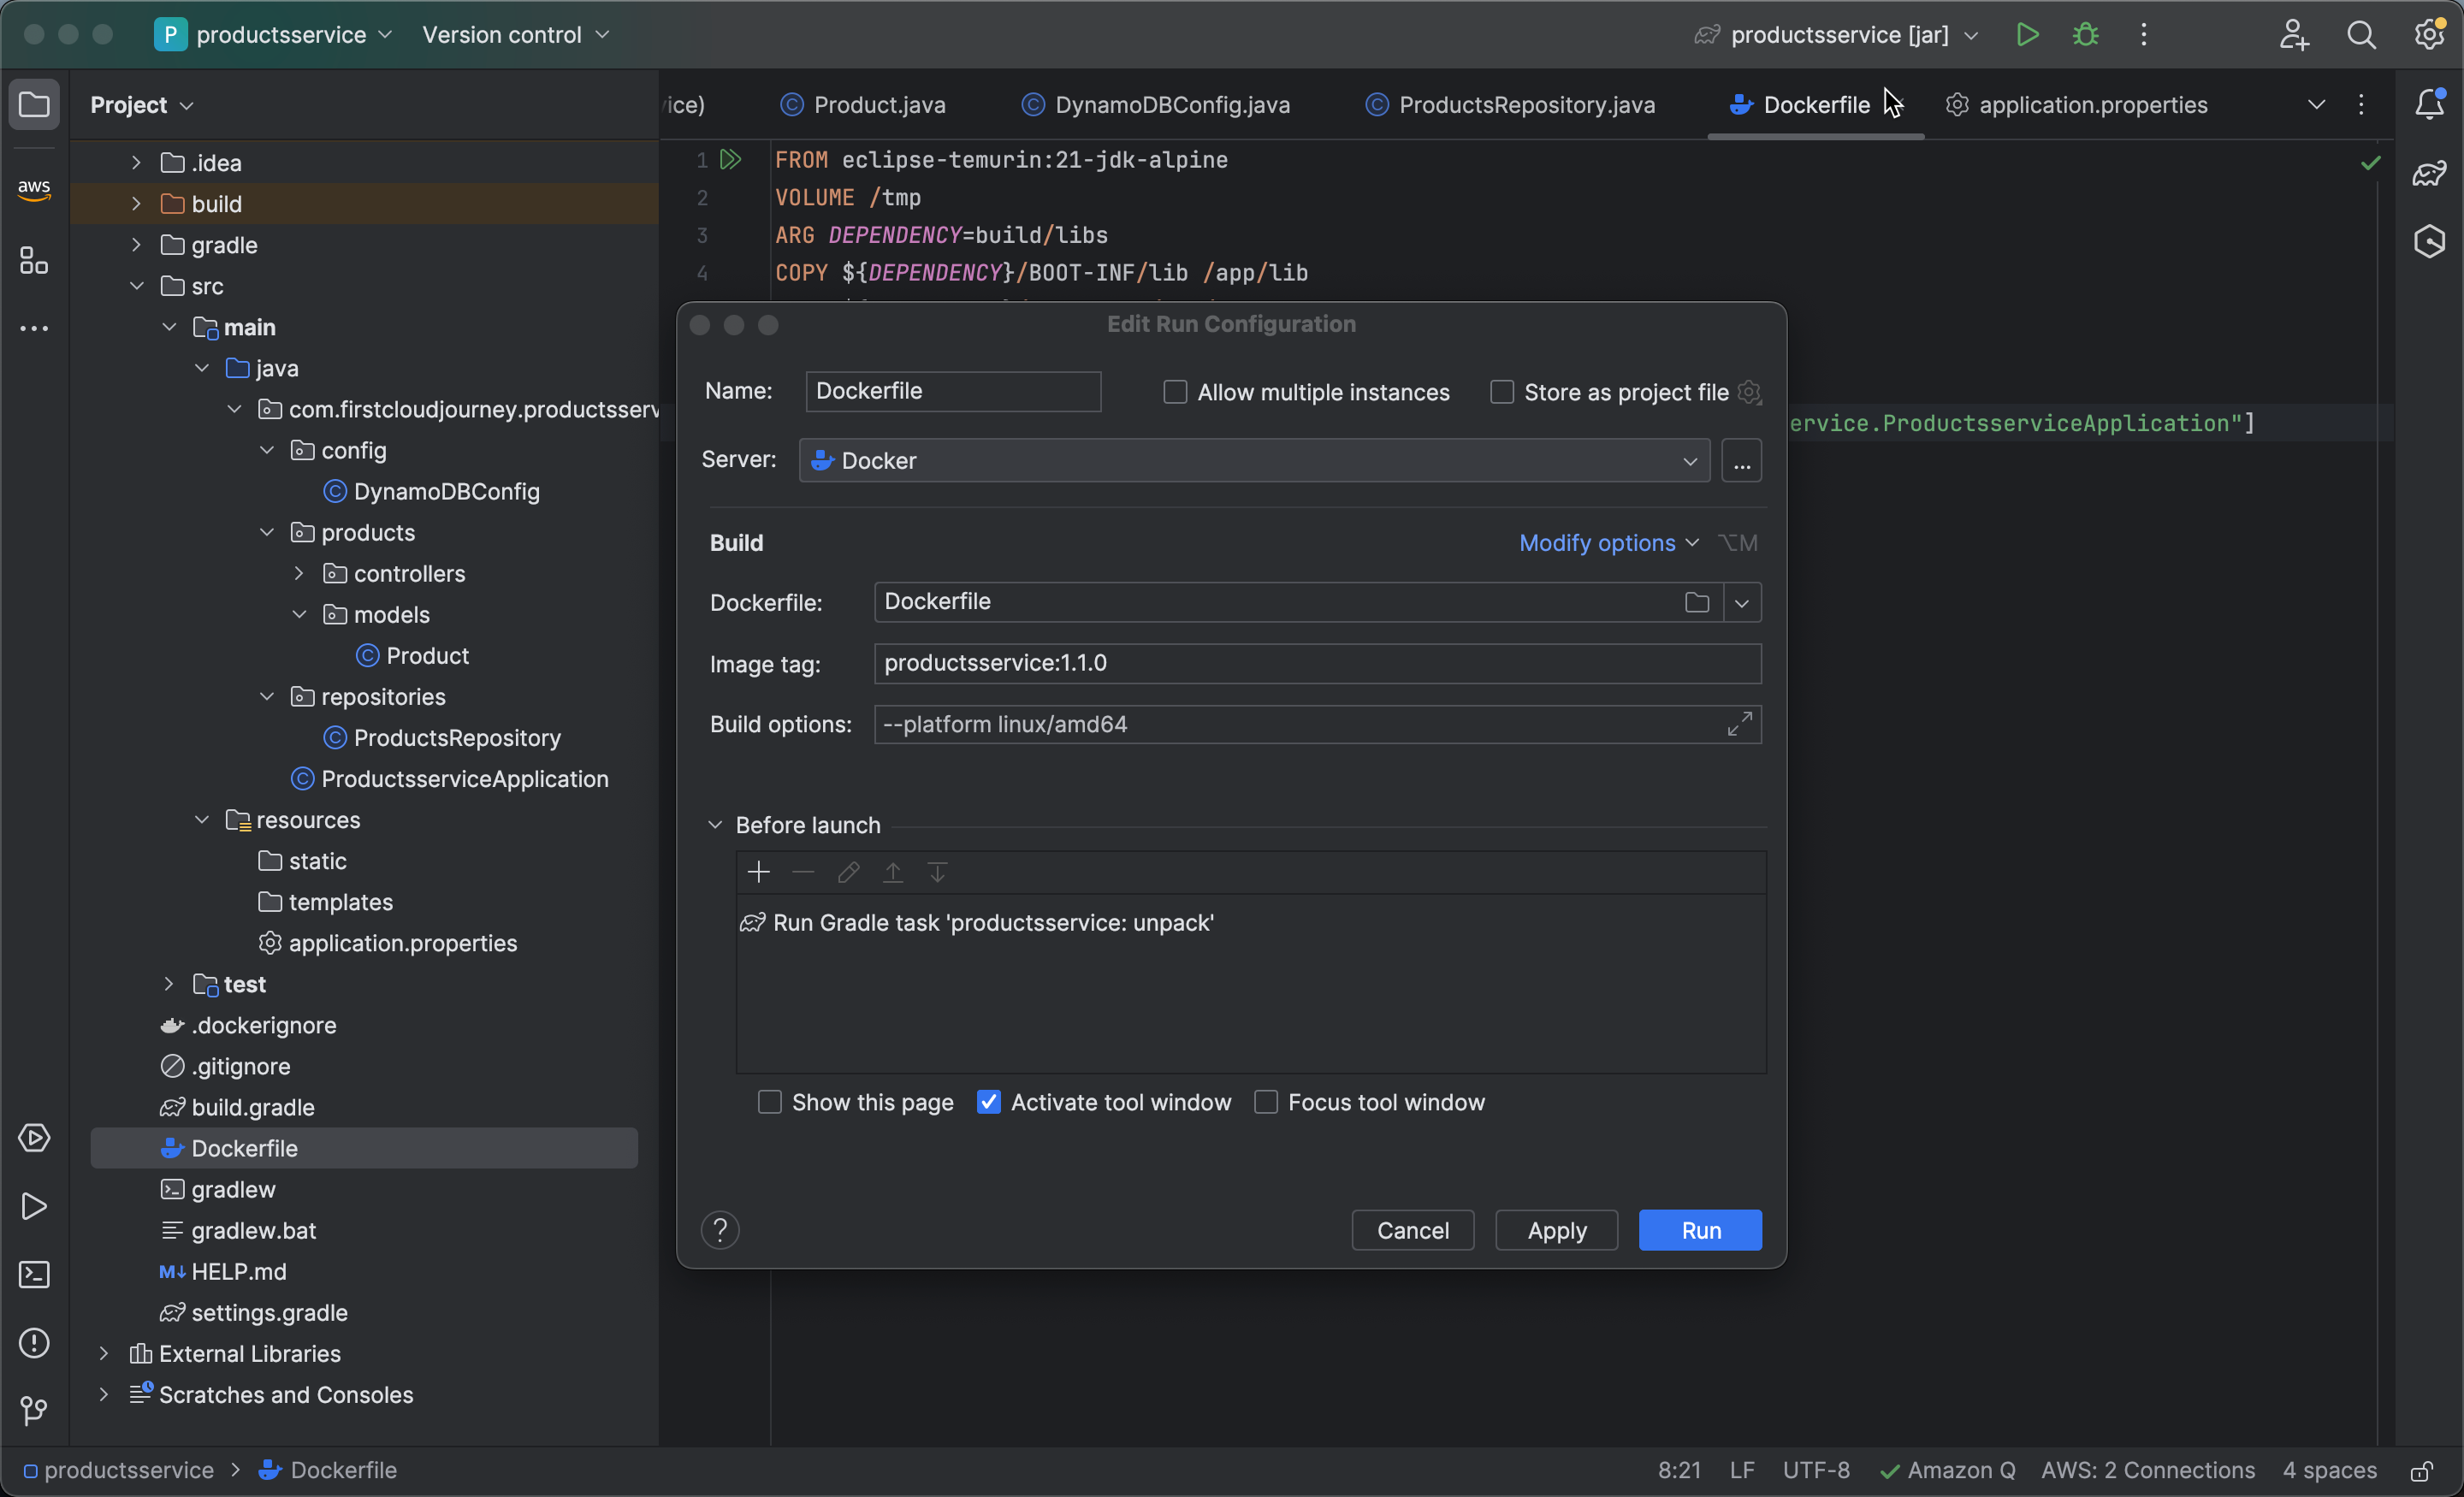 P productsservice Version control productsservice [jar]
Project
ice) Product.java DynamoDBConfig.java ProductsRepository.java Dockerfile application.properties
aws
.idea
build
gradle
src
main
java
com.firstcloudjourney.productsserv
config
DynamoDBConfig
products
controllers
models
Product
repositories
ProductsRepository
ProductsserviceApplication
resources
static
templates
application.properties
test
.dockerignore
.gitignore
build.gradle
Dockerfile
gradlew
gradlew.bat
M↓ HELP.md
settings.gradle
External Libraries
Scratches and Consoles
1 FROM eclipse-temurin:21-jdk-alpine
2 VOLUME /tmp
3 ARG DEPENDENCY=build/libs
4 COPY ${DEPENDENCY}/BOOT-INF/lib /app/lib
ervice.ProductsserviceApplication"]
Edit Run Configuration
Name: Dockerfile Allow multiple instances Store as project file
Server: Docker ...
Build Modify options ⌥M
Dockerfile: Dockerfile
Image tag: productsservice:1.1.0
Build options: --platform linux/amd64
Before launch
Run Gradle task 'productsservice: unpack'
Show this page Activate tool window Focus tool window
? Cancel Apply Run
productsservice > Dockerfile 8:21 LF UTF-8 Amazon Q AWS: 2 Connections 4 spaces